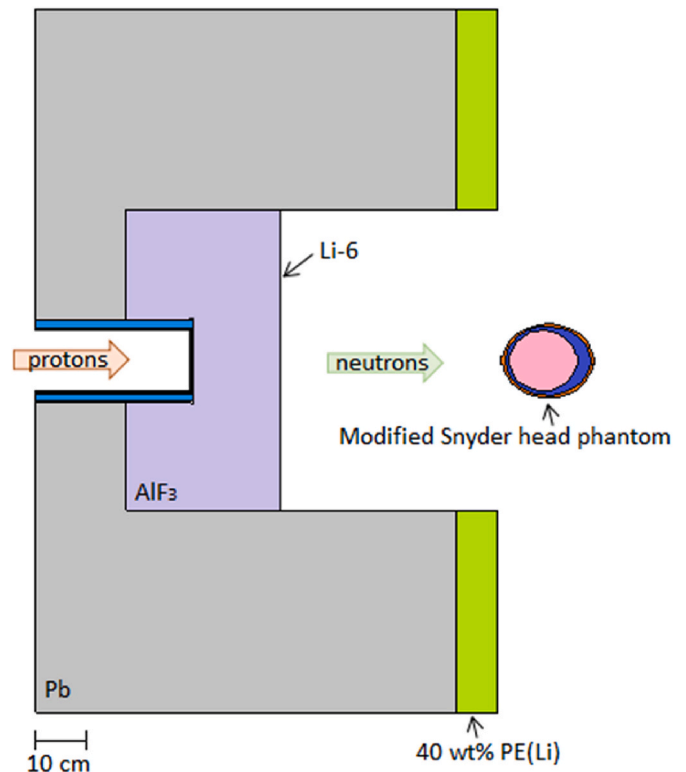 Li-6
protons
neutrons
Modified Snyder head phantom
AlF₃
Pb
10 cm
40 wt% PE(Li)